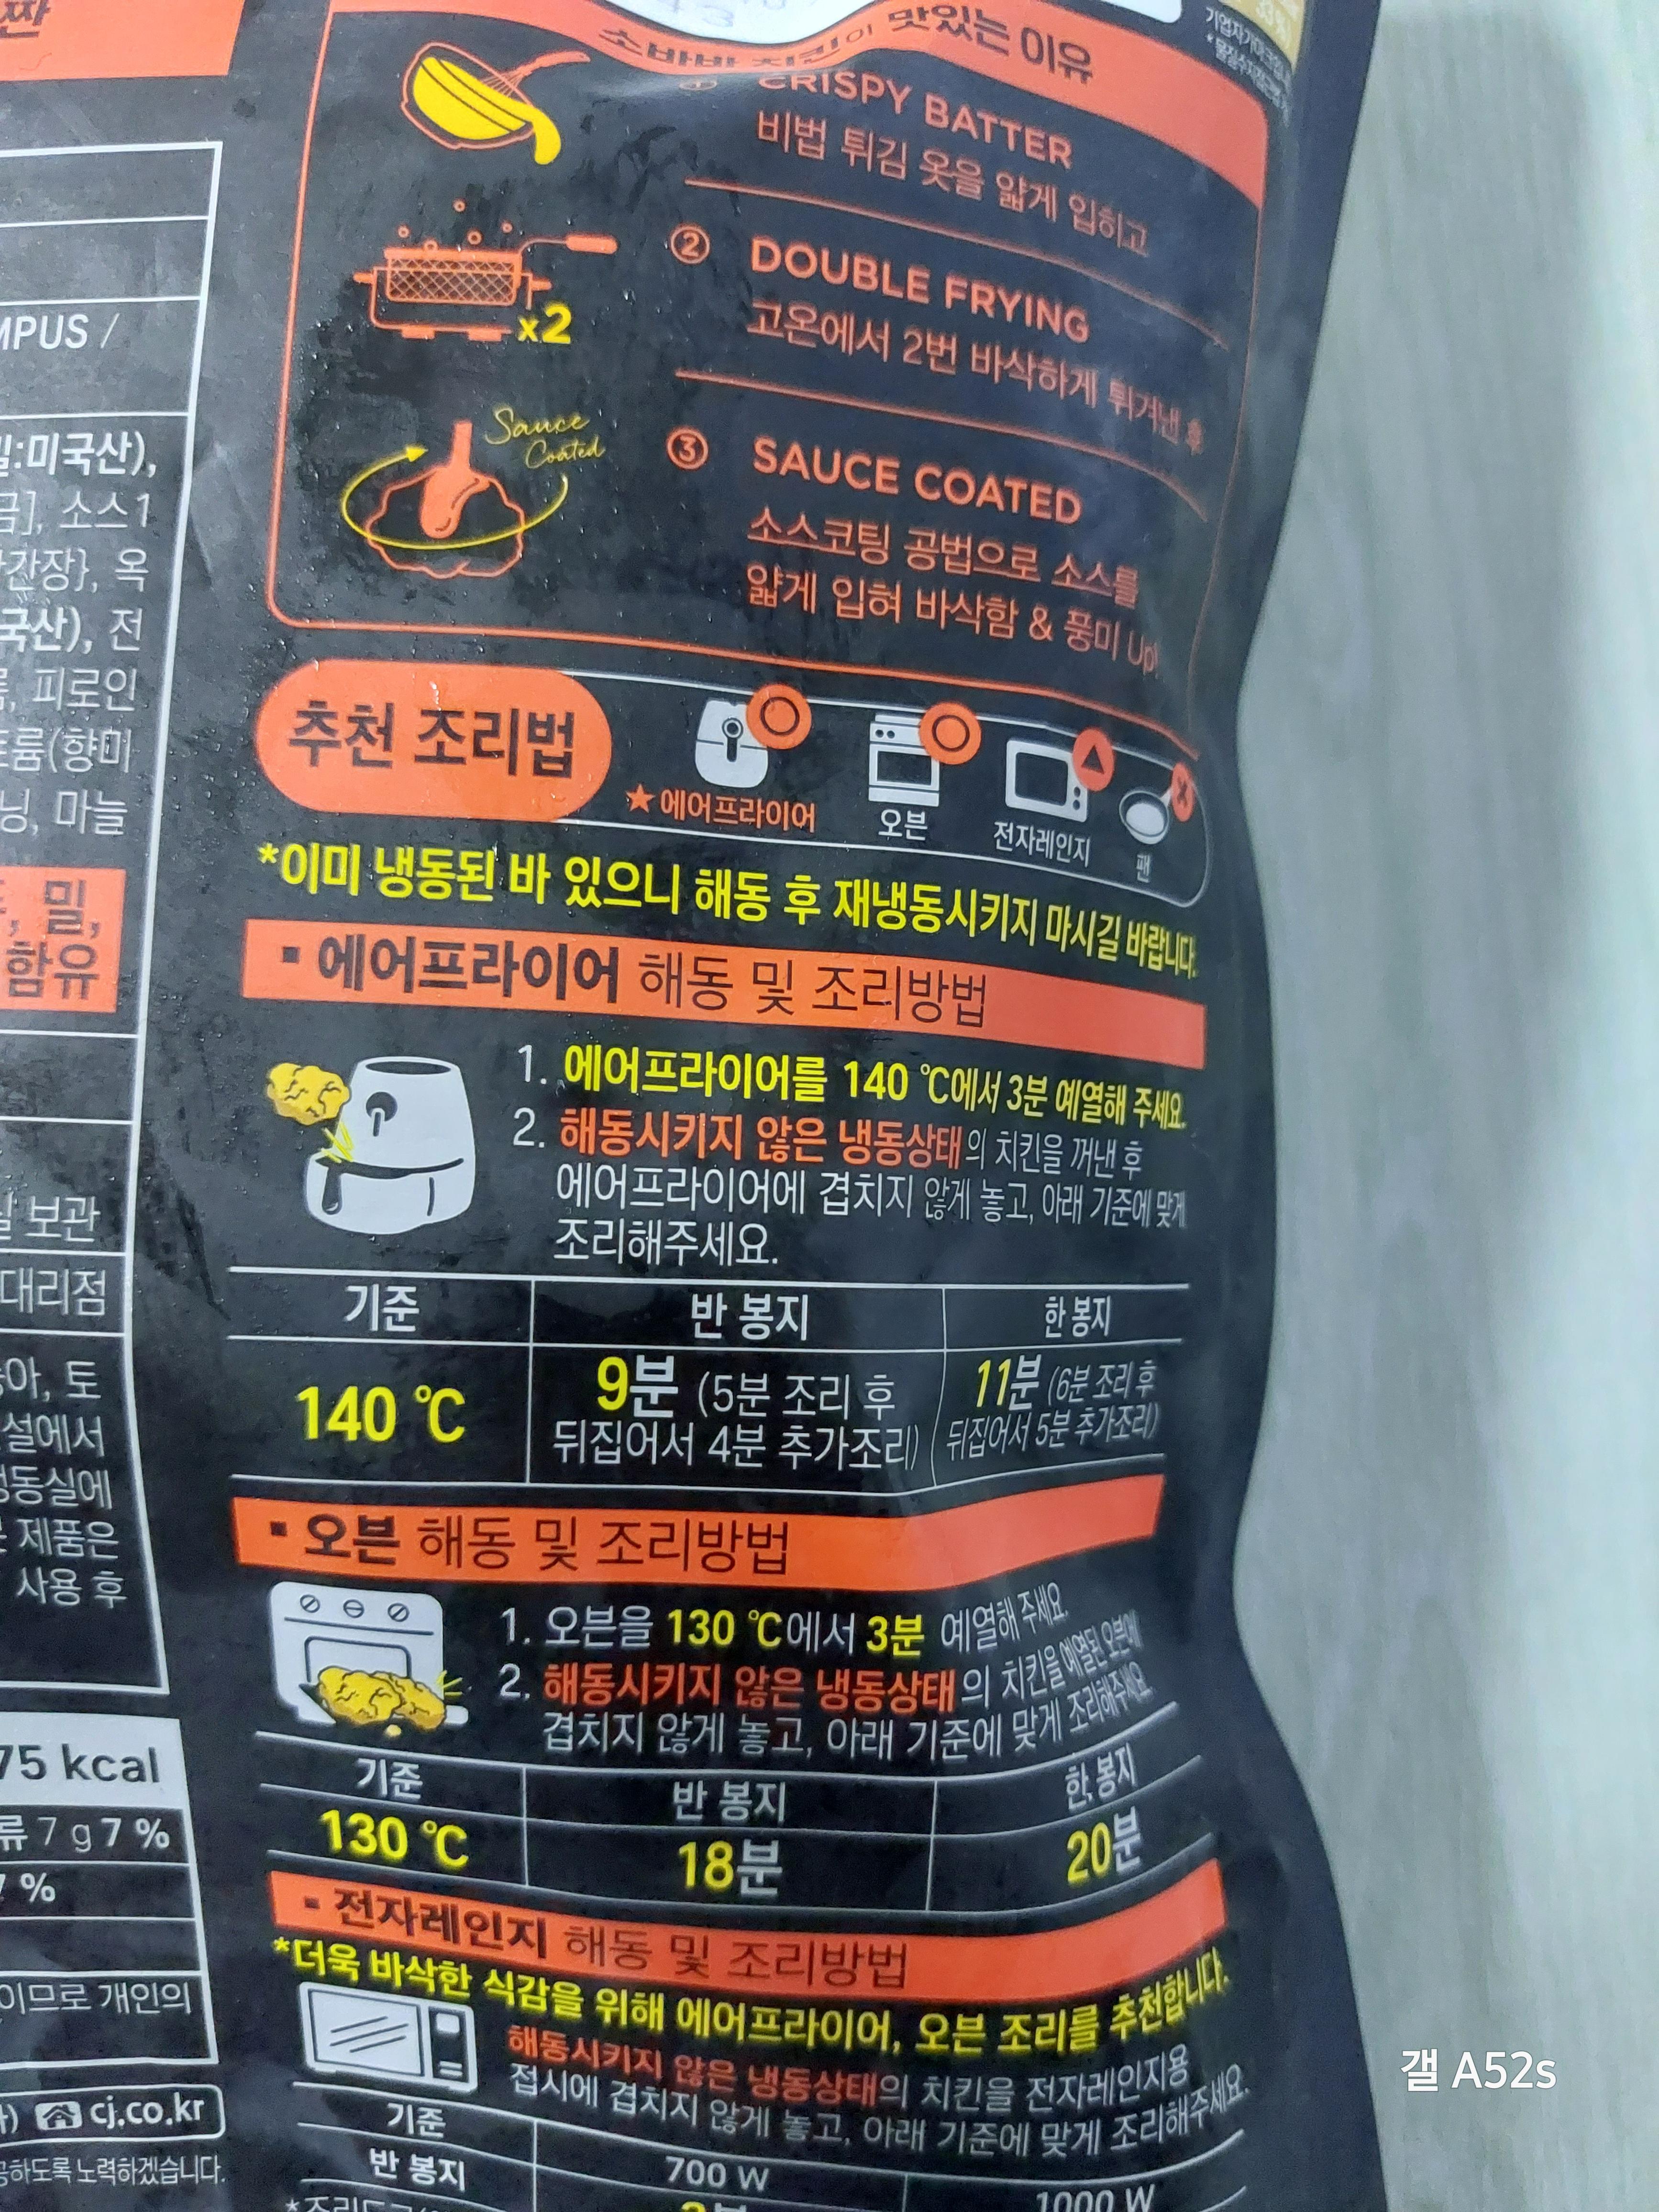 짠
MPUS /
밀:미국산),
금], 소스1
간장}, 옥
국산), 전
피로인
드룸(향미
닝, 마늘
밀,
함유
보관
대리점
아, 토
설에서
냉동실에
제품은
사용 후
75 kcal
류 7 g 7 %
7 %
이므로 개인의
cj.co.kr
공하도록 노력하겠습니다.
33%
소바바 치킨이 맛있는 이유
① CRISPY BATTER
비법 튀김 옷을 얇게 입히고
x2
② DOUBLE FRYING
고온에서 2번 바삭하게 튀겨낸 후
Sauce
Coated
③ SAUCE COATED
소스코팅 공법으로 소스를
얇게 입혀 바삭함 & 풍미 Up!
추천 조리법
★에어프라이어
오븐
전자레인지
팬
*이미 냉동된 바 있으니 해동 후 재냉동시키지 마시길 바랍니다.
▪ 에어프라이어 해동 및 조리방법
1. 에어프라이어를 140 ℃에서 3분 예열해 주세요.
2. 해동시키지 않은 냉동상태의 치킨을 꺼낸 후
에어프라이어에 겹치지 않게 놓고, 아래 기준에 맞게
조리해주세요.
기준 반 봉지 한 봉지
140 ℃ 9분 (5분 조리 후 11분 (6분 조리 후
뒤집어서 4분 추가조리) 뒤집어서 5분 추가조리)
▪ 오븐 해동 및 조리방법
1. 오븐을 130 ℃에서 3분 예열해 주세요.
2. 해동시키지 않은 냉동상태의 치킨을 예열된 오븐에
겹치지 않게 놓고, 아래 기준에 맞게 조리해주세요.
기준 반 봉지 한 봉지
130 ℃ 18분 20분
▪ 전자레인지 해동 및 조리방법
*더욱 바삭한 식감을 위해 에어프라이어, 오븐 조리를 추천합니다.
해동시키지 않은 냉동상태의 치킨을 전자레인지용
접시에 겹치지 않게 놓고, 아래 기준에 맞게 조리해주세요.
기준
반 봉지 700 W 1000 W
갤 A52s